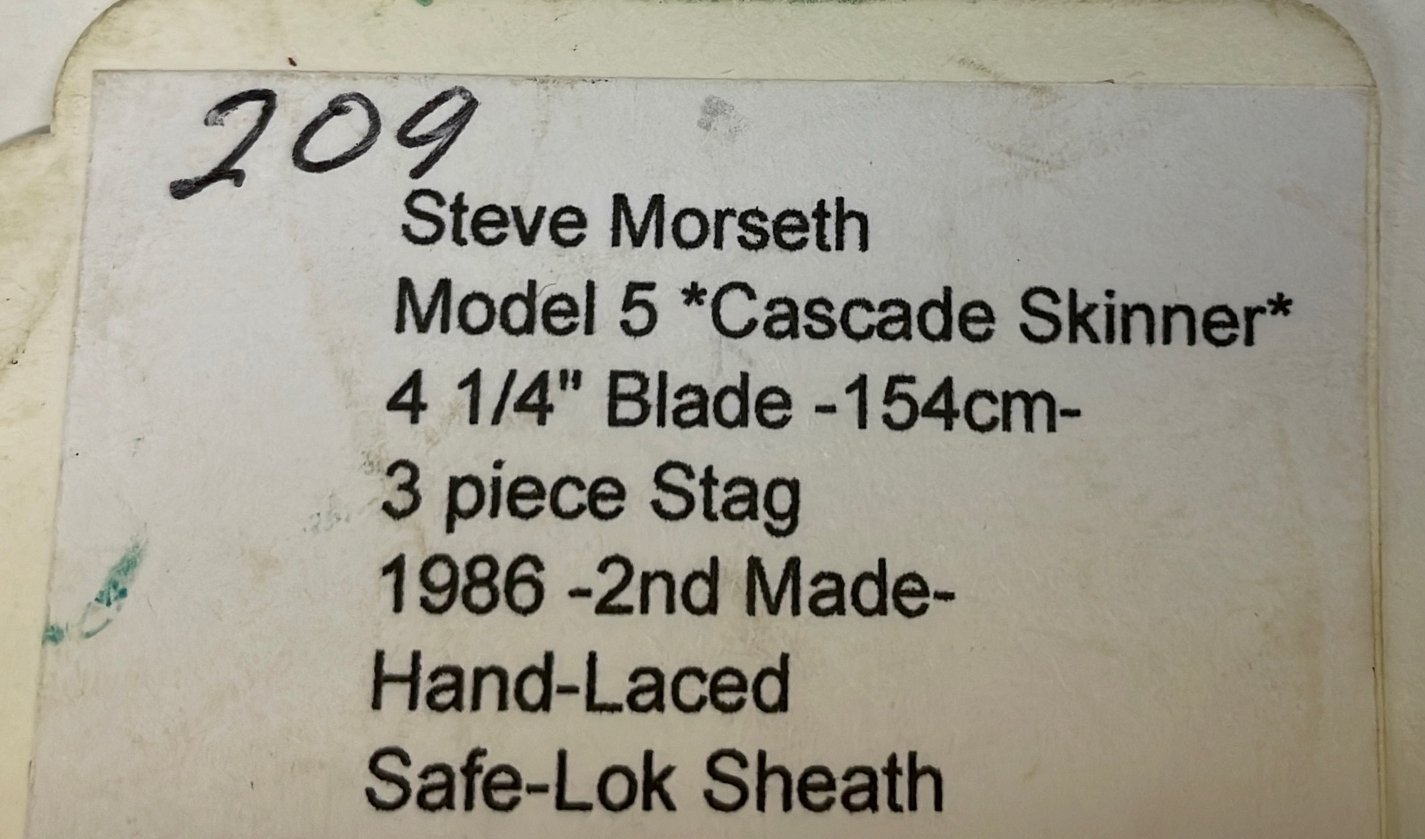 209
Steve Morseth
Model 5 *Cascade Skinner*
4 1/4" Blade -154cm-
3 piece Stag
1986 -2nd Made-
Hand-Laced
Safe-Lok Sheath